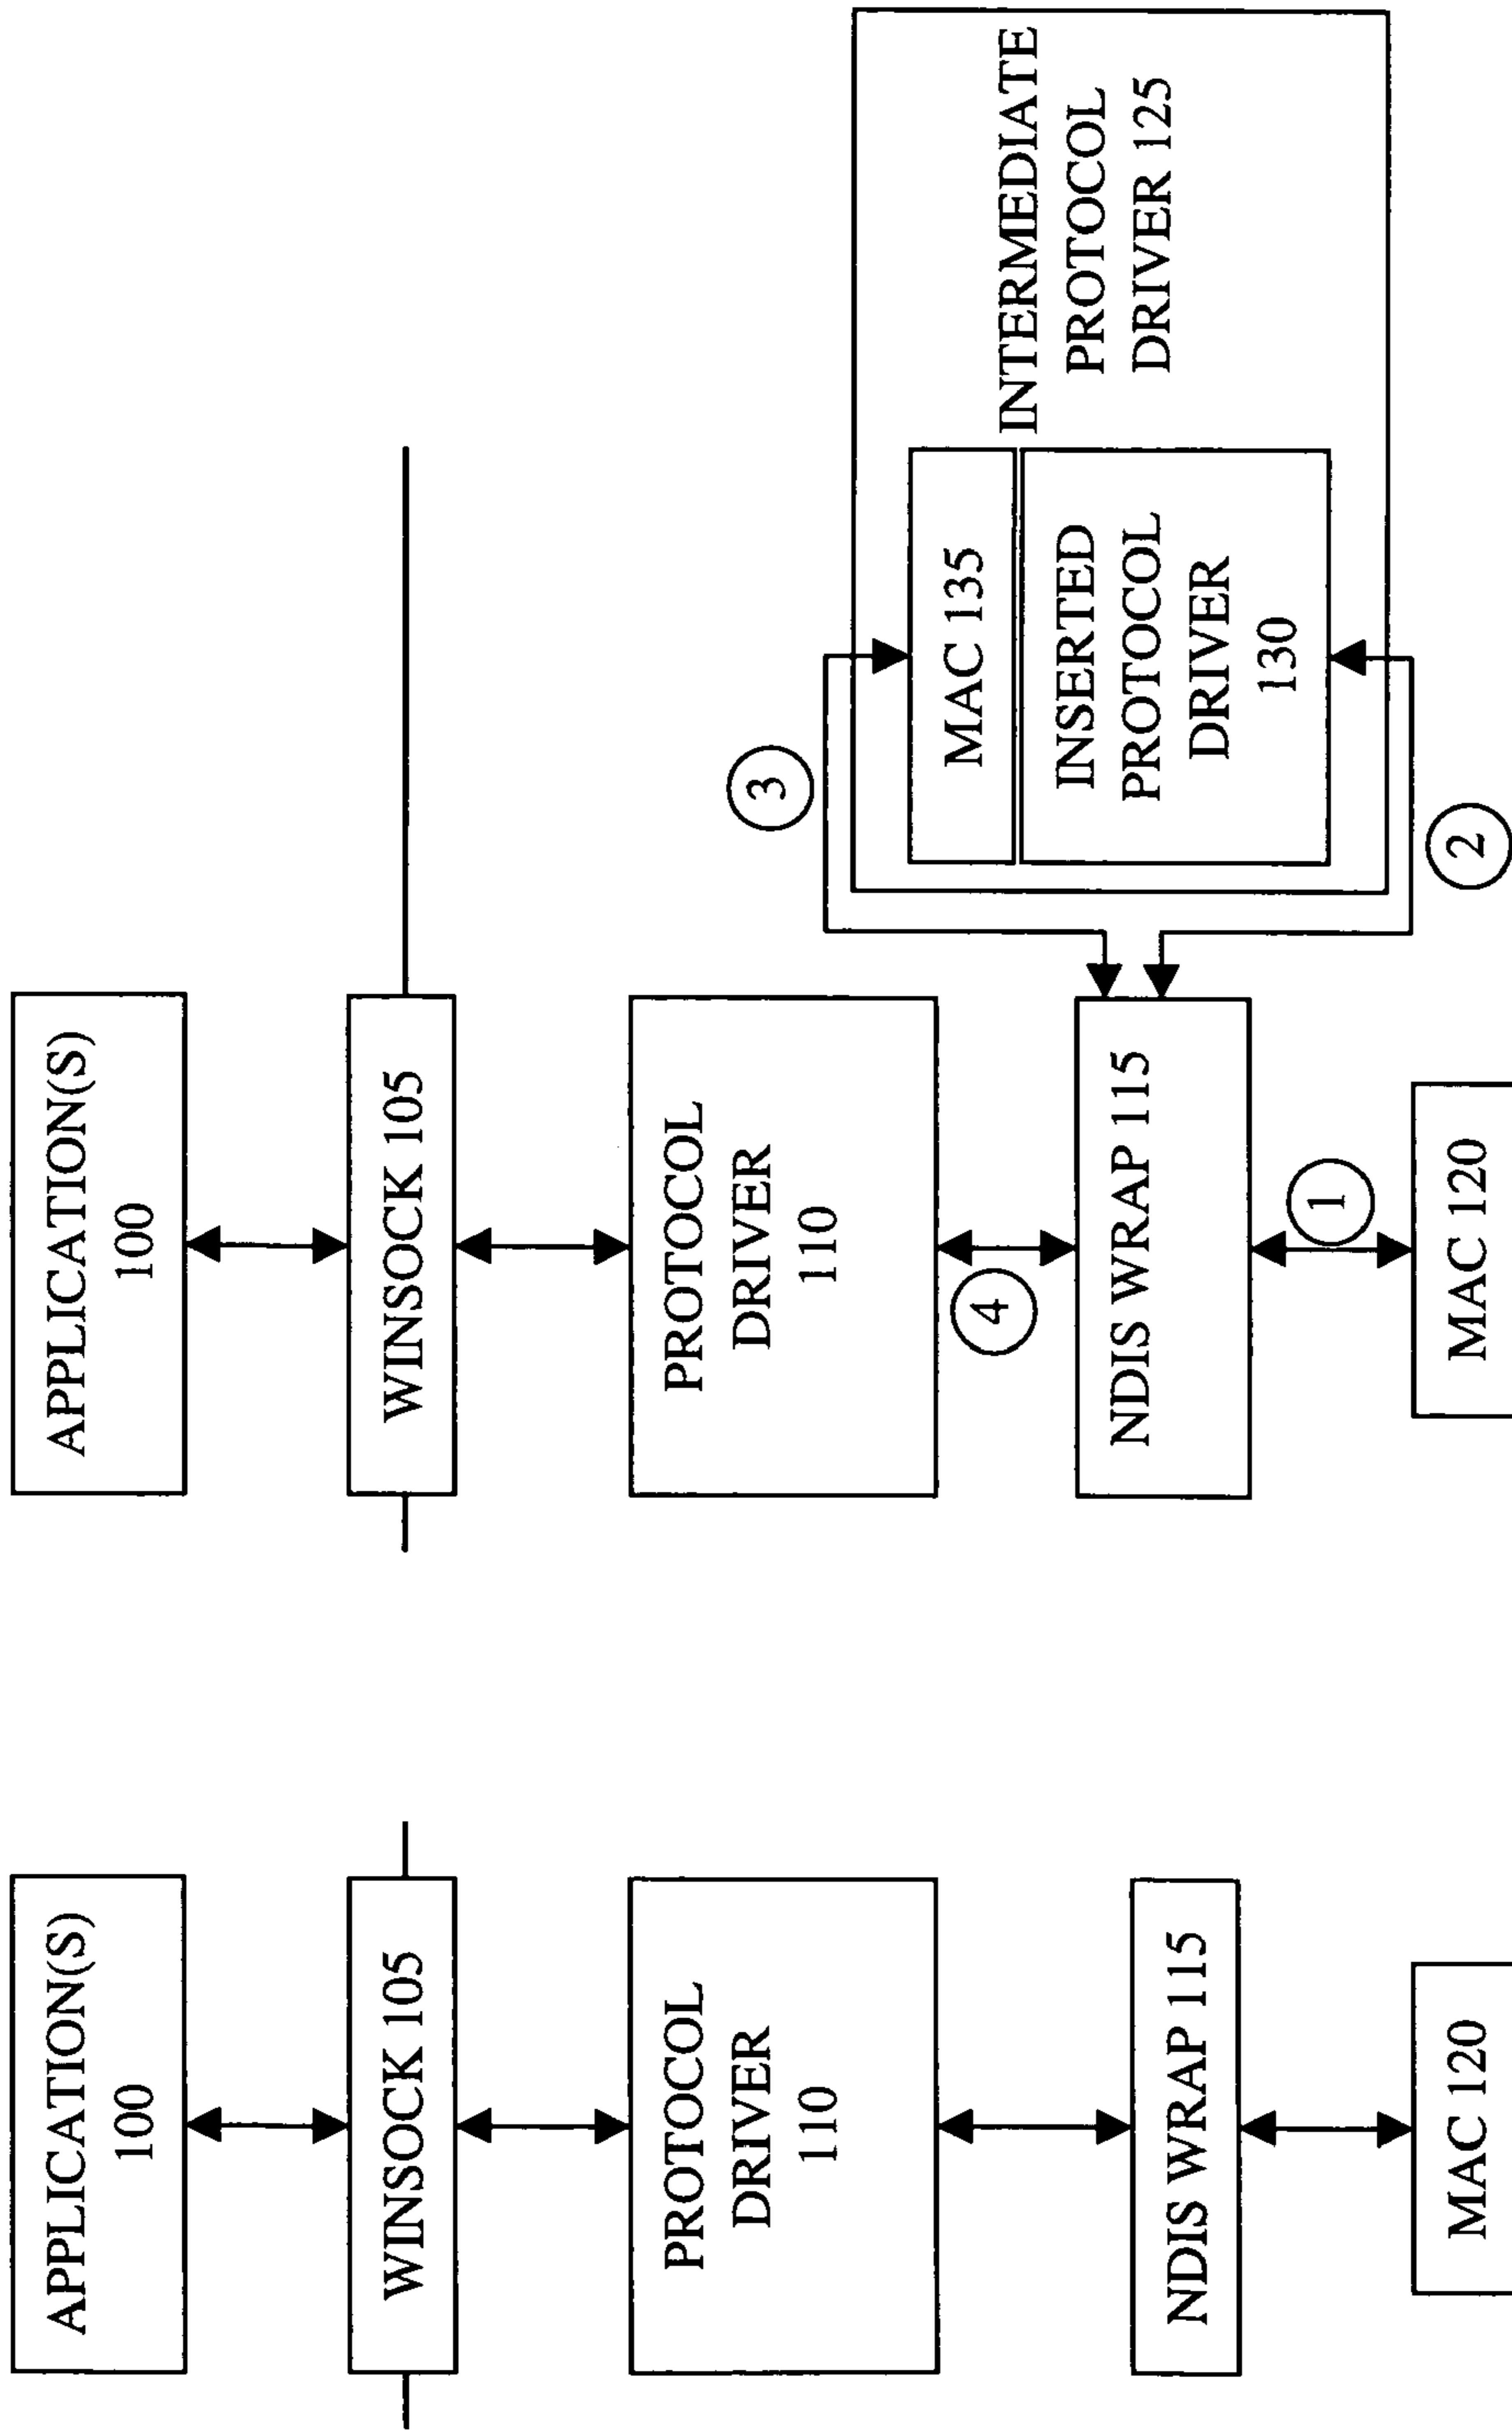 APPLICATION(S)
100
WINSOCK 105
PROTOCOL
DRIVER
110
NDIS WRAP 115
MAC 120
APPLICATION(S)
100
WINSOCK 105
PROTOCOL
DRIVER
110
4
NDIS WRAP 115
1
MAC 120
3
2
MAC 135
INSERTED
PROTOCOL
DRIVER
130
INTERMEDIATE
PROTOCOL
DRIVER 125